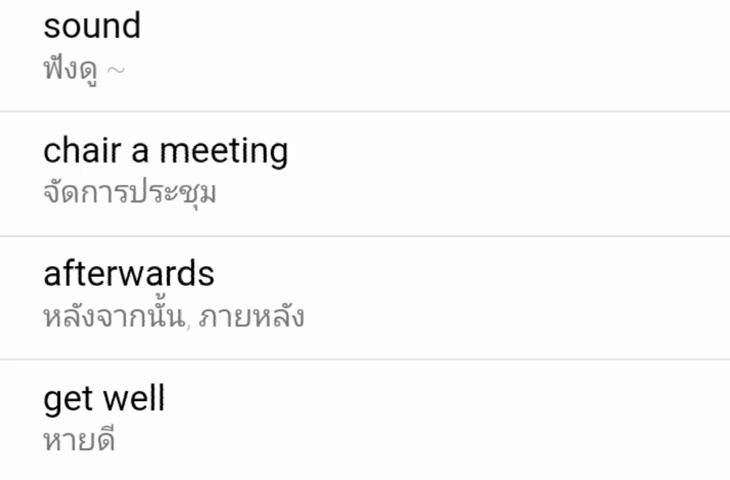 sound
ฟังดู ~
chair a meeting
จัดการประชุม
afterwards
หลังจากนั้น, ภายหลัง
get well
หายดี